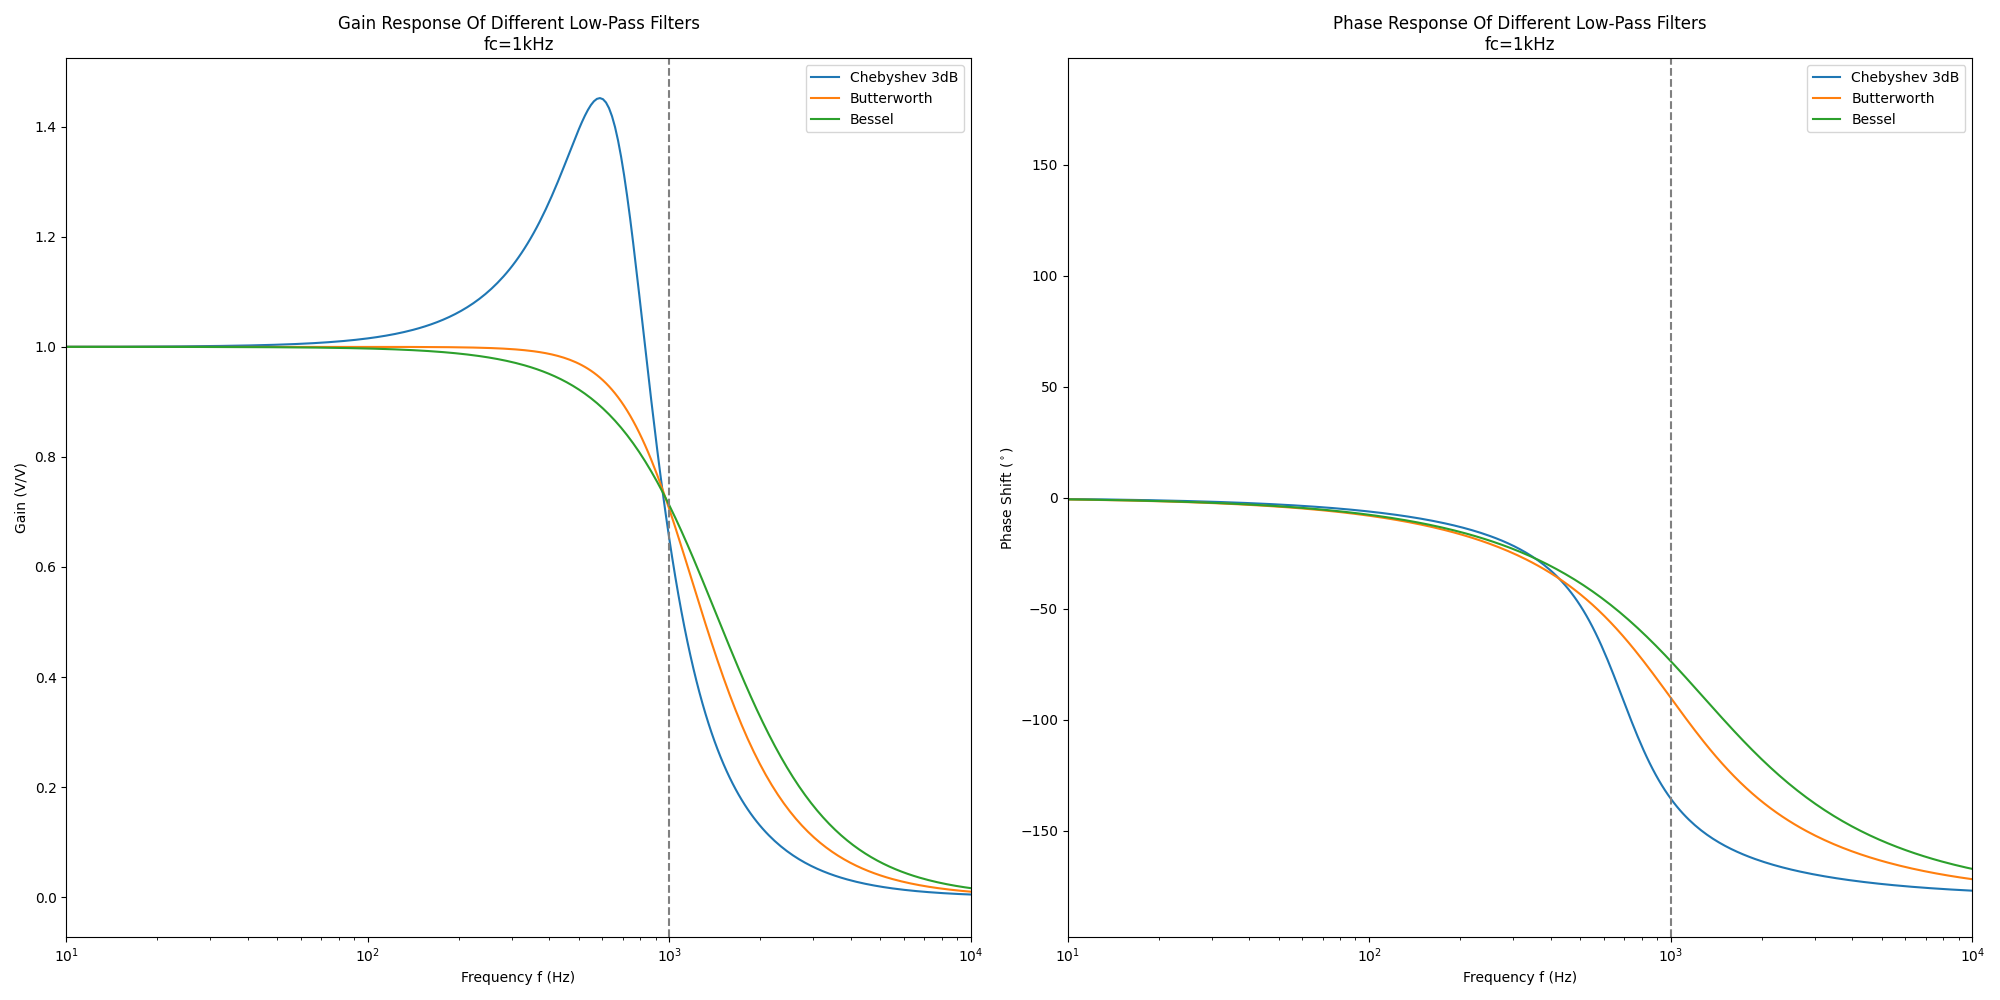 Gain Response Of Different Low-Pass Filters
fc=1kHz
Chebyshev 3dB
Butterworth
Bessel
Gain (V/V)
1.4
1.2
1.0
0.8
0.6
0.4
0.2
0.0
10¹ 10² 10³ 10⁴
Frequency f (Hz)
Phase Response Of Different Low-Pass Filters
fc=1kHz
Chebyshev 3dB
Butterworth
Bessel
Phase Shift (°)
150
100
50
0
−50
−100
−150
10¹ 10² 10³ 10⁴
Frequency f (Hz)